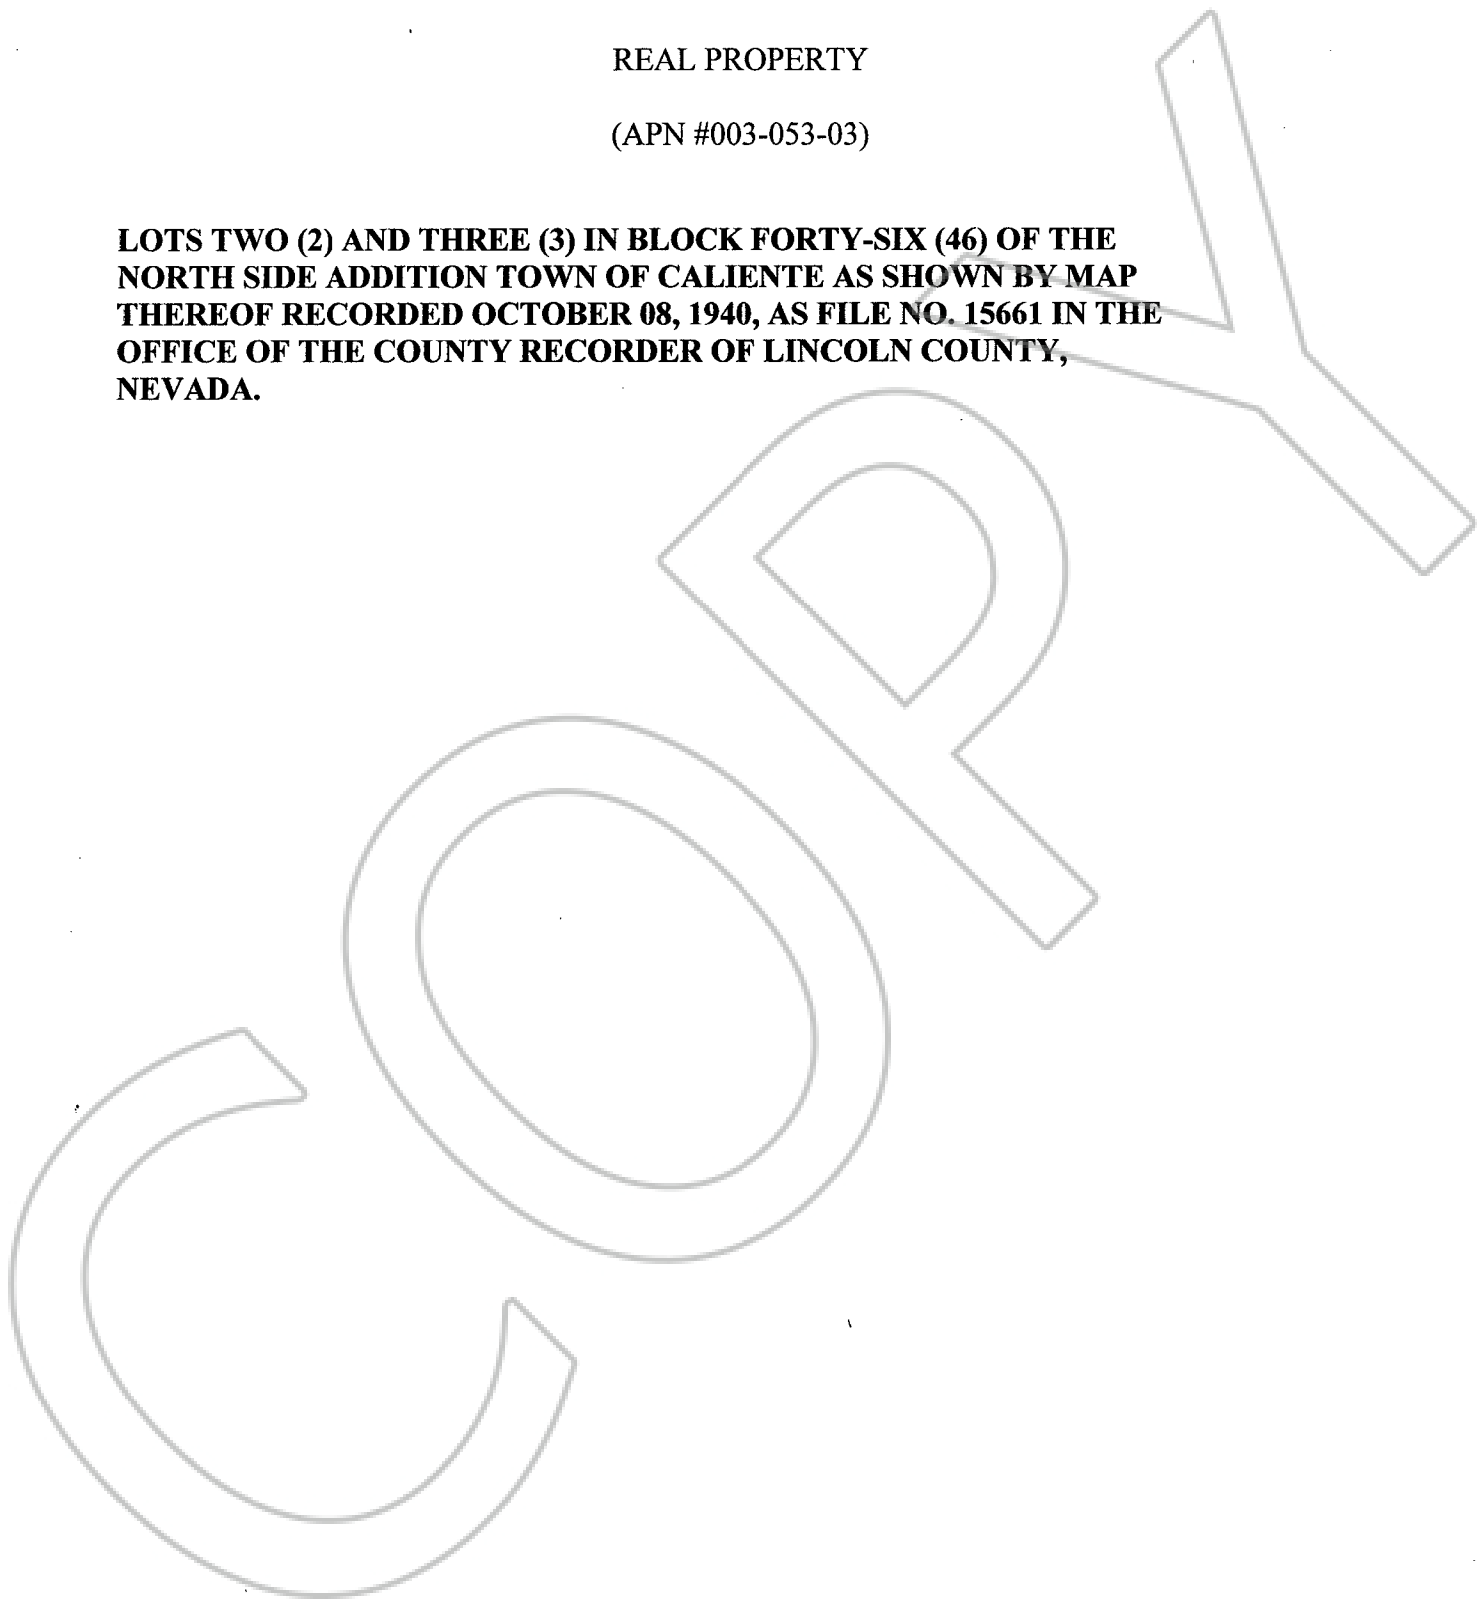 REAL PROPERTY
(APN #003-053-03)
LOTS TWO (2) AND THREE (3) IN BLOCK FORTY-SIX (46) OF THE
NORTH SIDE ADDITION TOWN OF CALIENTE AS SHOWN BY MAP
THEREOF RECORDED OCTOBER 08, 1940, AS FILE NO. 15661 IN THE
OFFICE OF THE COUNTY RECORDER OF LINCOLN COUNTY,
NEVADA.
COPY